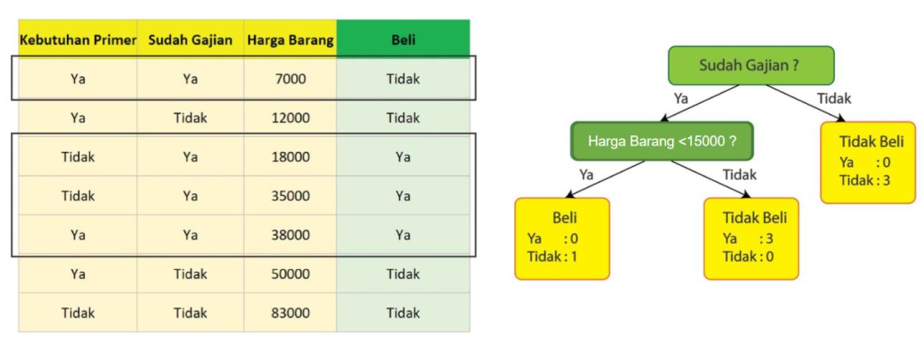 Kebutuhan Primer Sudah Gajian Harga Barang Beli
Ya Ya 7000 Tidak
Ya Tidak 12000 Tidak
Tidak Ya 18000 Ya
Tidak Ya 35000 Ya
Ya Ya 38000 Ya
Ya Tidak 50000 Tidak
Tidak Tidak 83000 Tidak
Sudah Gajian ?
Ya
Tidak
Harga Barang <15000 ?
Tidak Beli
Ya : 0
Tidak : 3
Ya
Tidak
Beli
Ya : 0
Tidak : 1
Tidak Beli
Ya : 3
Tidak : 0